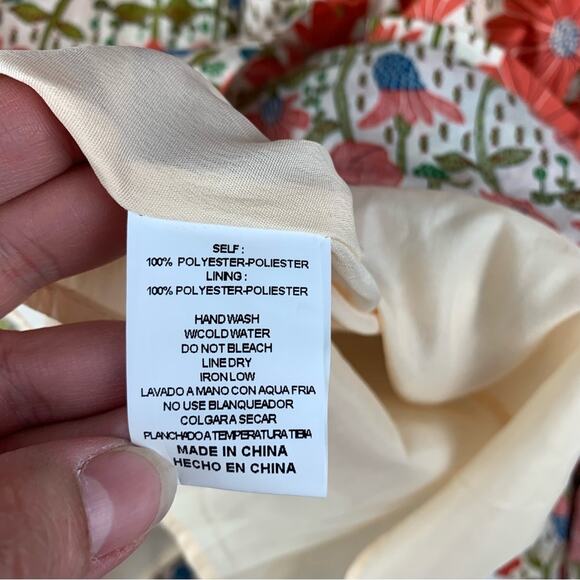 SELF :
100% POLYESTER-POLIESTER
LINING :
100% POLYESTER-POLIESTER
HAND WASH
W/COLD WATER
DO NOT BLEACH
LINE DRY
IRON LOW
LAVADO A MANO CON AQUA FRIA
NO USE BLANQUEADOR
COLGAR A SECAR
PLANCHADO A TEMPERATURA TIBIA
MADE IN CHINA
HECHO EN CHINA